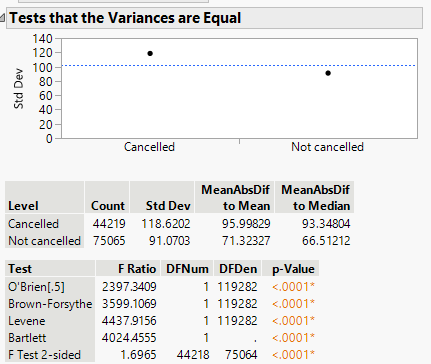 Tests that the Variances are Equal
140
120
100
80
60
40
20
0
Std Dev
Cancelled Not cancelled
MeanAbsDif MeanAbsDif
Level Count Std Dev to Mean to Median
Cancelled 44219 118.6202 95.99829 93.34804
Not cancelled 75065 91.0703 71.32327 66.51212
Test F Ratio DFNum DFDen p-Value
O'Brien[.5] 2397.3409 1 119282 <.0001*
Brown-Forsythe 3599.1069 1 119282 <.0001*
Levene 4437.9156 1 119282 <.0001*
Bartlett 4024.4555 1 . <.0001*
F Test 2-sided 1.6965 44218 75064 <.0001*